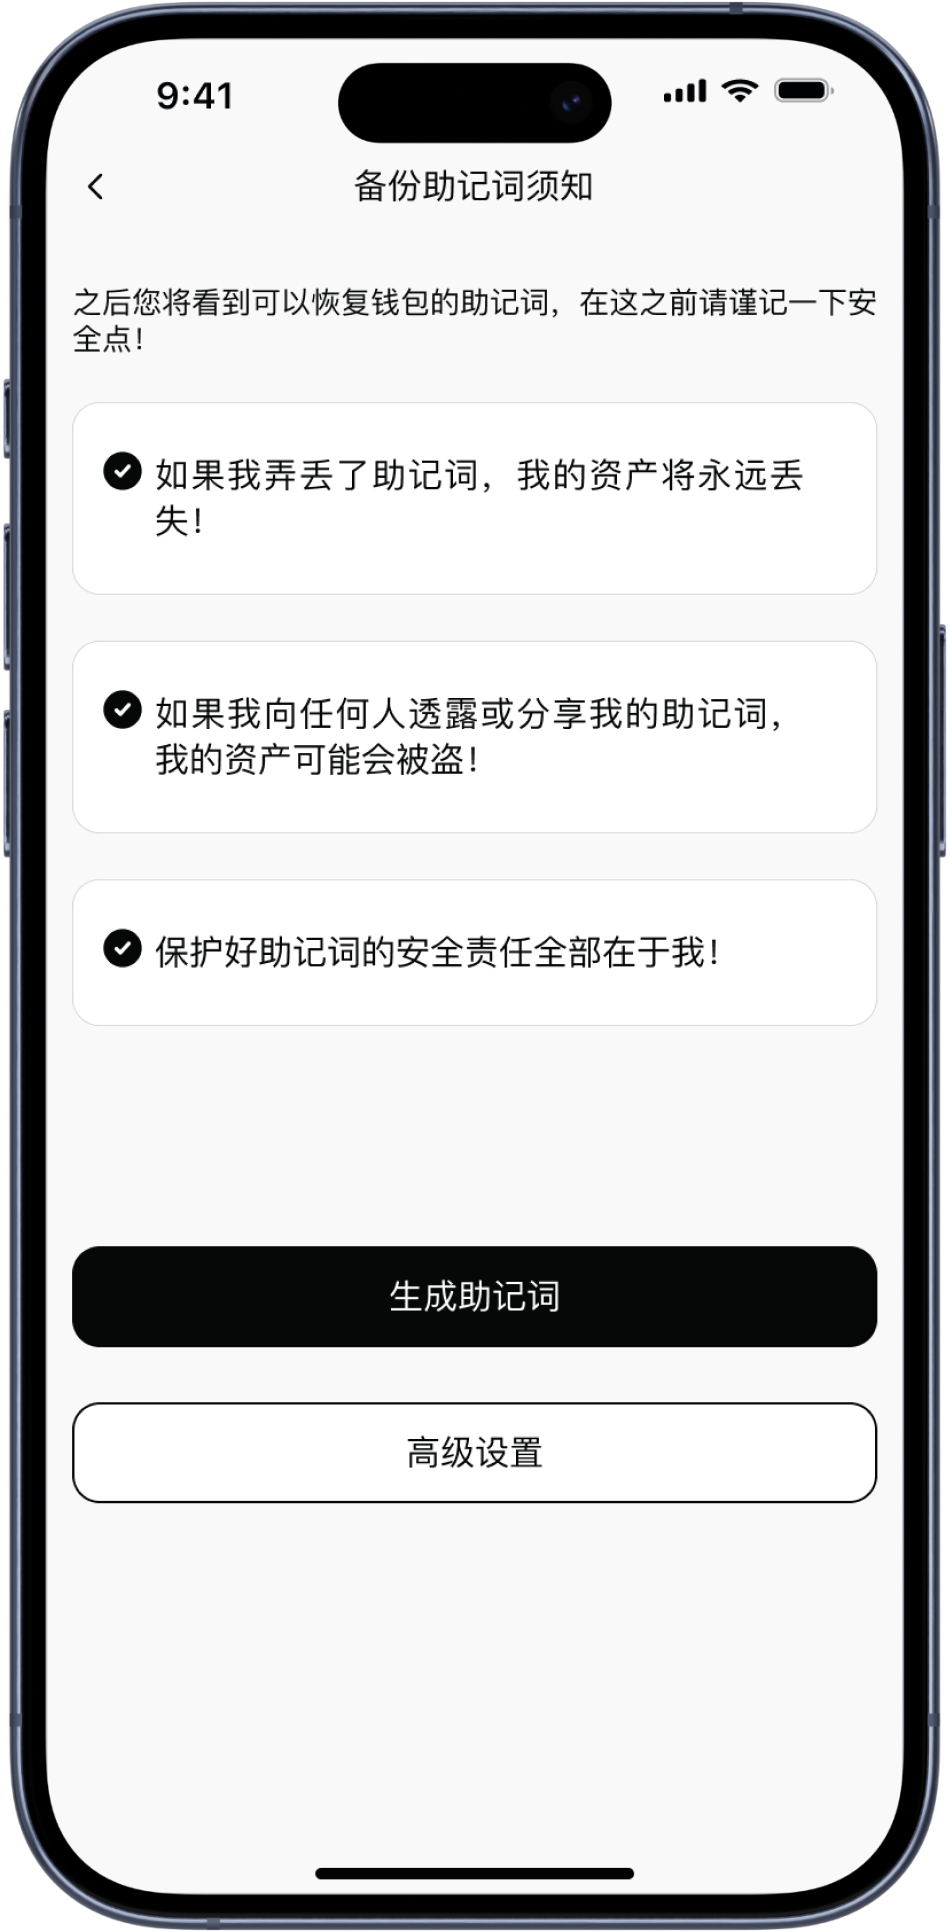 9:41
备份助记词须知
之后您将看到可以恢复钱包的助记词，在这之前请谨记一下安
全点！
如果我弄丢了助记词，我的资产将永远丢
失！
如果我向任何人透露或分享我的助记词，
我的资产可能会被盗！
保护好助记词的安全责任全部在于我！
生成助记词
高级设置